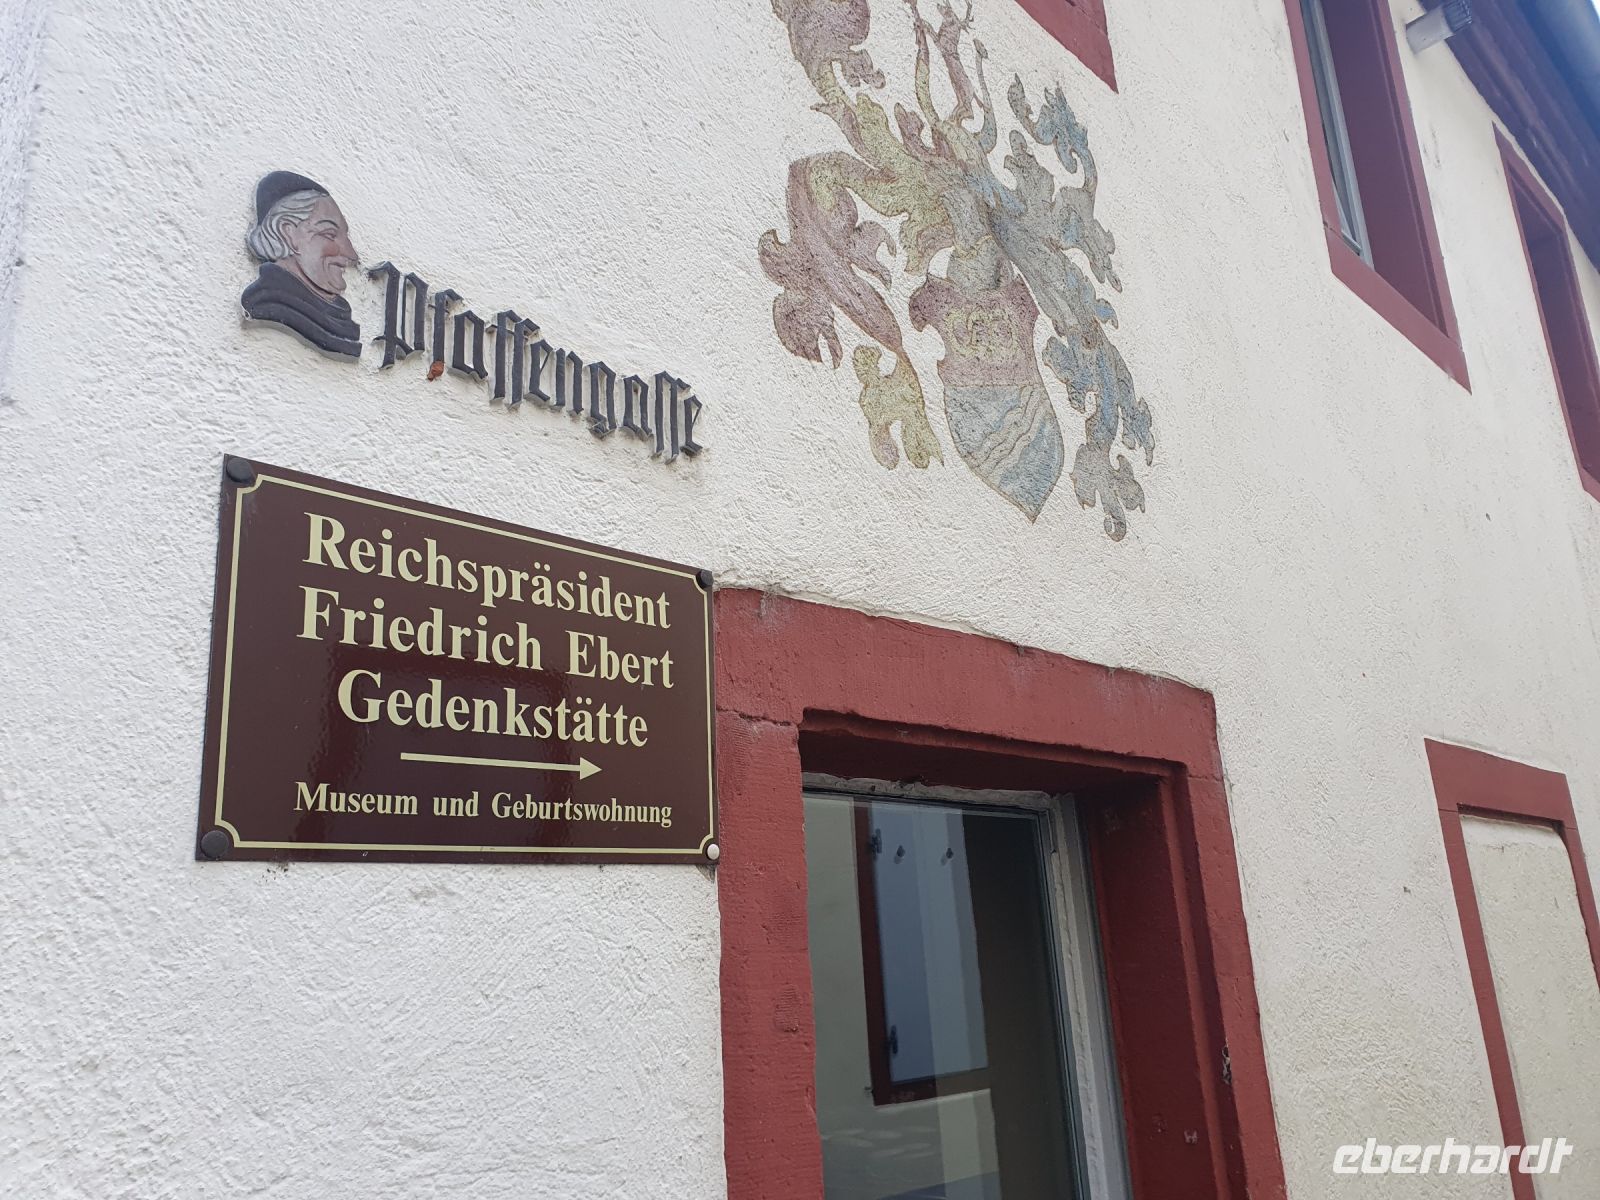 Pfaffengasse
Reichspräsident
Friedrich Ebert
Gedenkstätte
Museum und Geburtswohnung
eberhardt